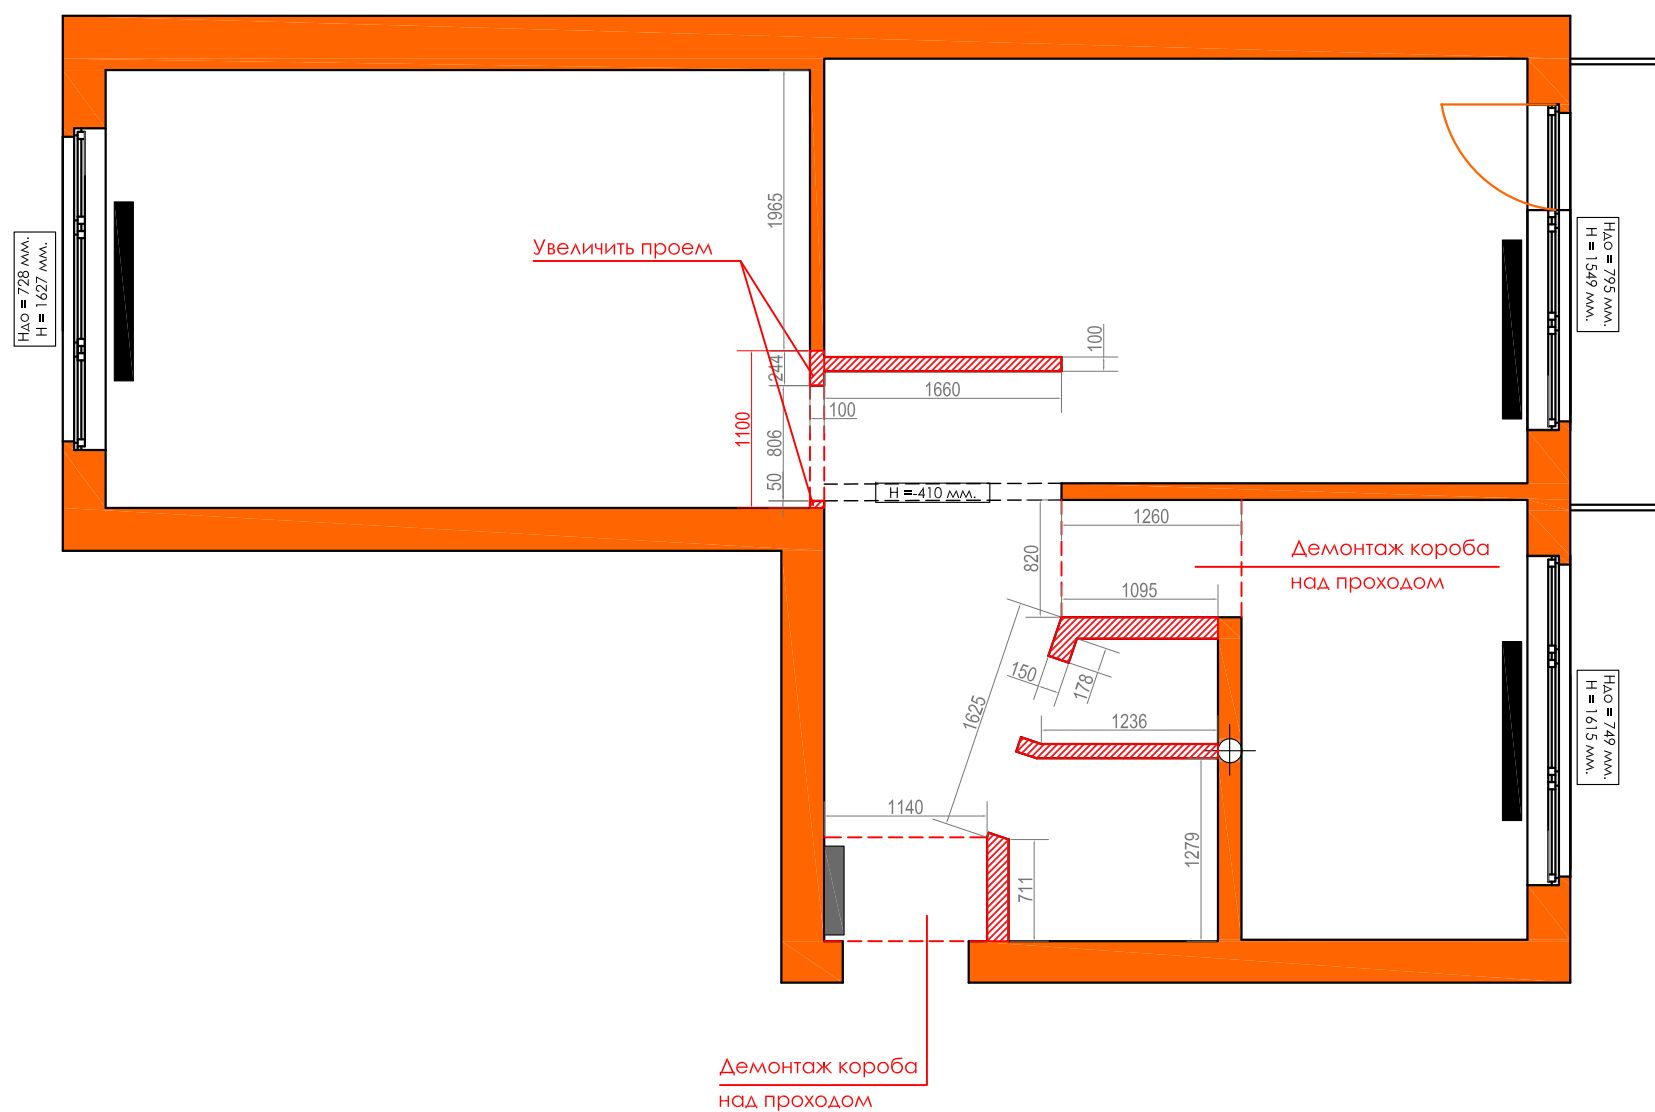 1965
Увеличить проем
Ндо = 728 мм.
Н = 1627 мм.
Ндо = 795 мм.
Н = 1549 мм.
100
244
1660
100
1100
806
50
Н =-410 мм.
1260
820
Демонтаж короба
над проходом
1095
150
178
1625
1236
Ндо = 749 мм.
Н = 1615 мм.
1140
1279
711
Демонтаж короба
над проходом